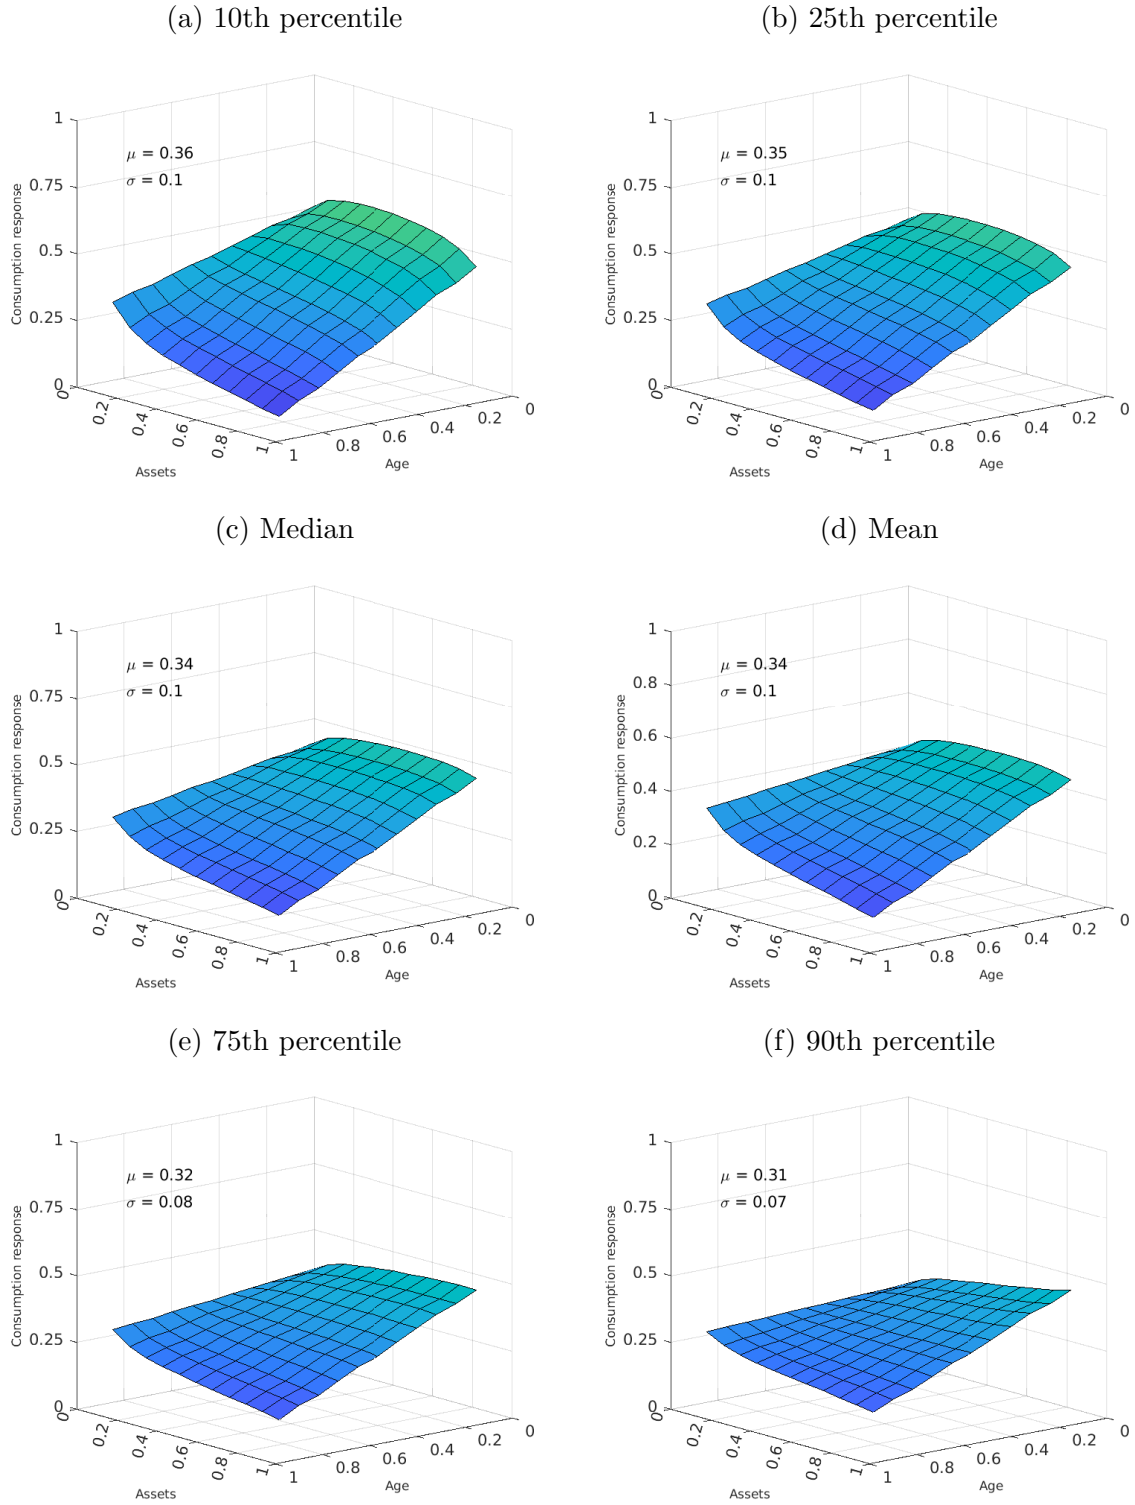 (a) 10th percentile
1
0.75
0.5
0.25
0
Consumption response
μ = 0.36
σ = 0.1
0
0.2
0.4
0.6
0.8
1
Assets
1
0.8
0.6
0.4
0.2
0
Age
(b) 25th percentile
1
0.75
0.5
0.25
0
Consumption response
μ = 0.35
σ = 0.1
0
0.2
0.4
0.6
0.8
1
Assets
1
0.8
0.6
0.4
0.2
0
Age
(c) Median
1
0.75
0.5
0.25
0
Consumption response
μ = 0.34
σ = 0.1
0
0.2
0.4
0.6
0.8
1
Assets
1
0.8
0.6
0.4
0.2
0
Age
(d) Mean
1
0.8
0.6
0.4
0.2
0
Consumption response
μ = 0.34
σ = 0.1
0
0.2
0.4
0.6
0.8
1
Assets
1
0.8
0.6
0.4
0.2
0
Age
(e) 75th percentile
1
0.75
0.5
0.25
0
Consumption response
μ = 0.32
σ = 0.08
0
0.2
0.4
0.6
0.8
1
Assets
1
0.8
0.6
0.4
0.2
0
Age
(f) 90th percentile
1
0.75
0.5
0.25
0
Consumption response
μ = 0.31
σ = 0.07
0
0.2
0.4
0.6
0.8
1
Assets
1
0.8
0.6
0.4
0.2
0
Age